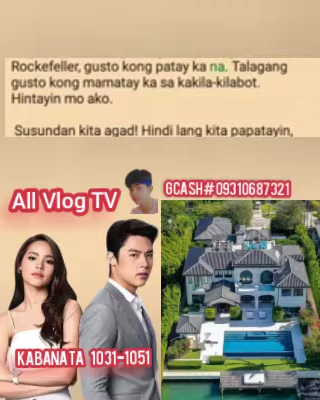 Rockefeller, gusto kong patay ka na. Talagang
gusto kong mamatay ka sa kakila-kilabot.
Hintayin mo ako.
Susundan kita agad! Hindi lang kita papatayin,
All Vlog TV
GCASH#09310687321
KABANATA 1031-1051